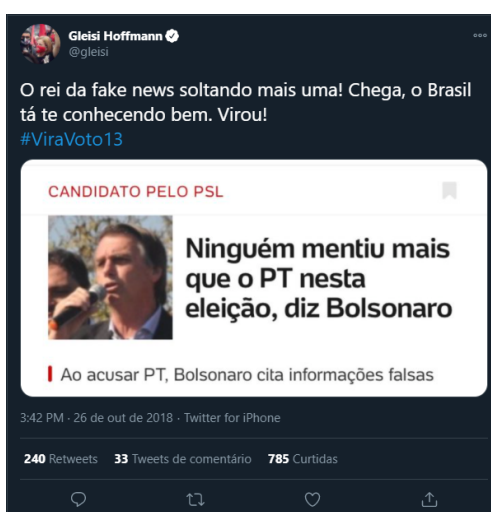 Gleisi Hoffmann
@gleisi
O rei da fake news soltando mais uma! Chega, o Brasil
tá te conhecendo bem. Virou!
#ViraVoto13
CANDIDATO PELO PSL
Ninguém mentiu mais
que o PT nesta
eleição, diz Bolsonaro
Ao acusar PT, Bolsonaro cita informações falsas
3:42 PM · 26 de out de 2018 · Twitter for iPhone
240 Retweets 33 Tweets de comentário 785 Curtidas